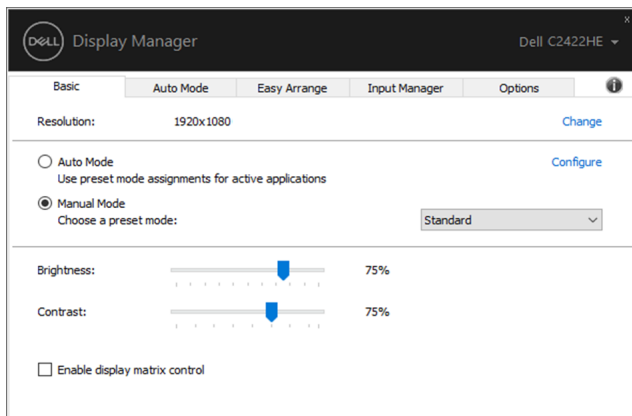 x
DELL Display Manager Dell C2422HE
Basic Auto Mode Easy Arrange Input Manager Options i
Resolution: 1920x1080 Change
Auto Mode Configure
Use preset mode assignments for active applications
Manual Mode
Choose a preset mode: Standard
Brightness: 75%
Contrast: 75%
Enable display matrix control